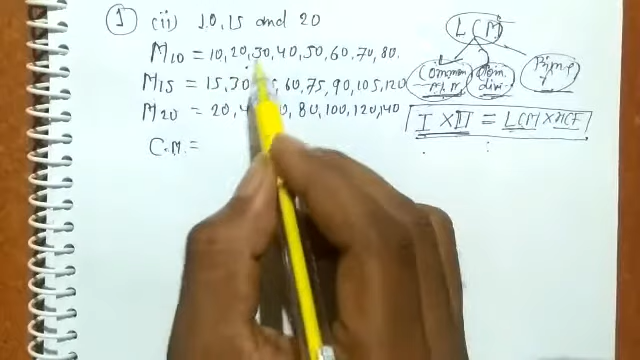 ① (ii) 10,15 and 20
M10 = 10,20,30,40,50,60,70,80.
M15 = 15,30, 60,75,90,105,120
M20 = 20, 80,100,120,140
C.M. =
LCM
Common
divi-
Prime
I × II = LCM × HCF